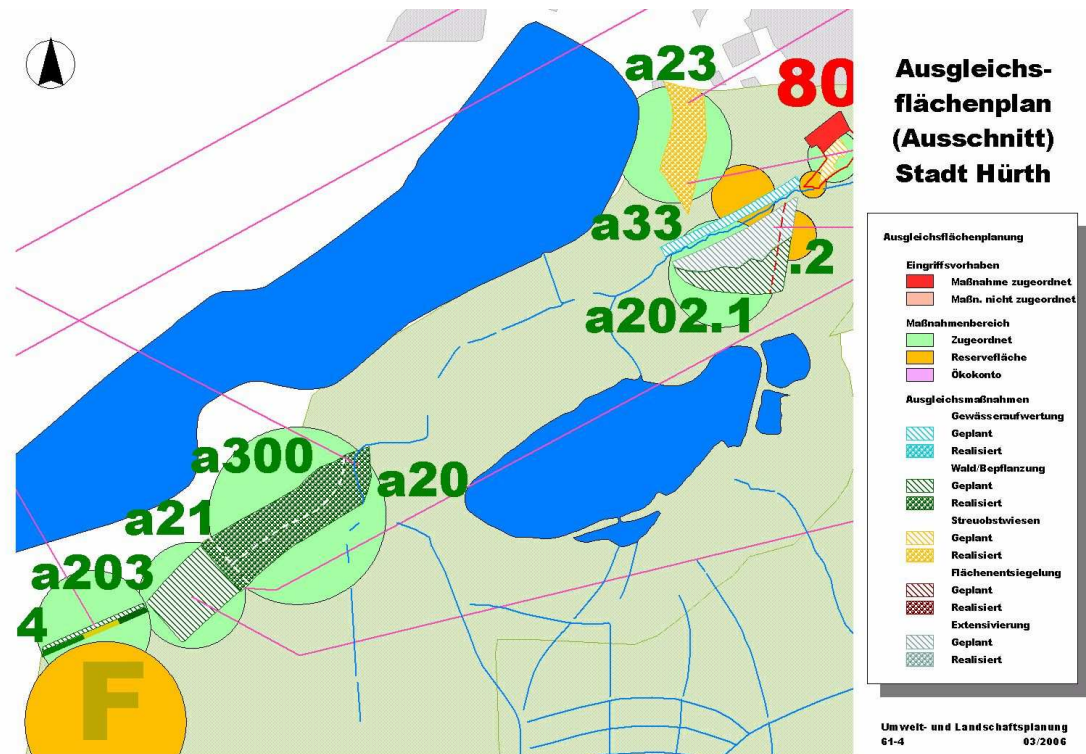 a23
80
a33
.2
a202.1
a300
a20
a21
a203
4
F
Ausgleichs-
flächenplan
(Ausschnitt)
Stadt Hürth
Ausgleichsflächenplanung
Eingriffsvorhaben
Maßnahme zugeordnet
Maßn. nicht zugeordnet
Maßnahmenbereich
Zugeordnet
Reservefläche
Ökokonto
Ausgleichsmaßnahmen
Gewässeraufwertung
Geplant
Realisiert
Wald/Bepflanzung
Geplant
Realisiert
Streuobstwiesen
Geplant
Realisiert
Flächenentsiegelung
Geplant
Realisiert
Extensivierung
Geplant
Realisiert
Umwelt- und Landschaftsplanung
61-4 03/2006